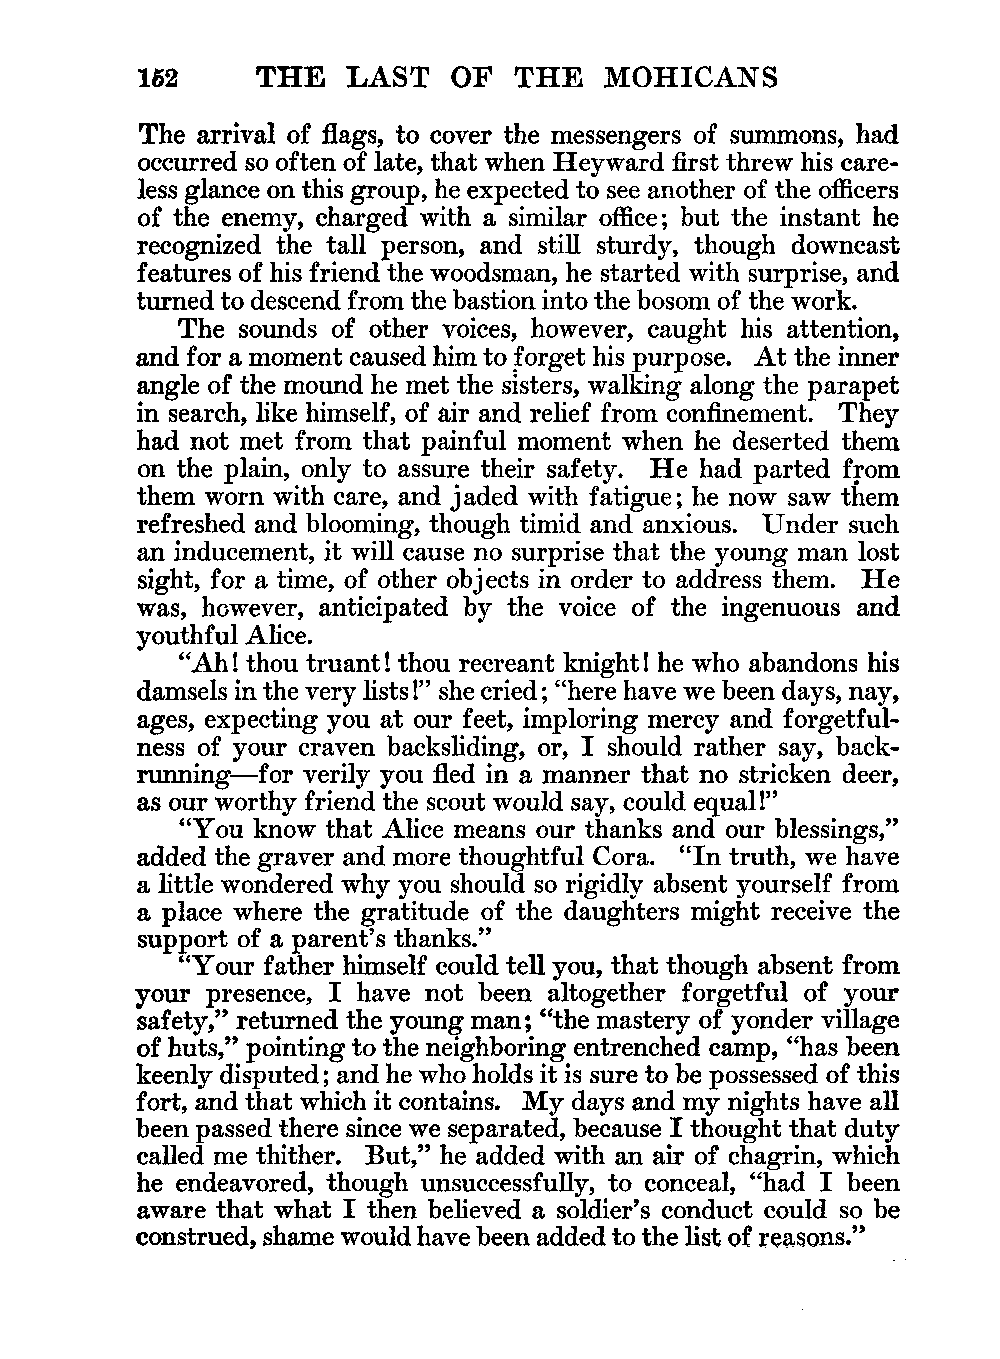 152 THE LAST OF THE MOHICANS
The arrival of flags, to cover the messengers of summons, had
occurred so often of late, that when Heyward first threw his care-
less glance on this group, he expected to see another of the officers
of the enemy, charged with a similar office; but the instant he
recognized the tall person, and still sturdy, though downcast
features of his friend the woodsman, he started with surprise, and
turned to descend from the bastion into the bosom of the work.
The sounds of other voices, however, caught his attention,
and for a moment caused him to forget his purpose. At the inner
angle of the mound he met the sisters, walking along the parapet
in search, like himself, of air and relief from confinement. They
had not met from that painful moment when he deserted them
on the plain, only to assure their safety. He had parted from
them worn with care, and jaded with fatigue; he now saw them
refreshed and blooming, though timid and anxious. Under such
an inducement, it will cause no surprise that the young man lost
sight, for a time, of other objects in order to address them. He
was, however, anticipated by the voice of the ingenuous and
youthful Alice.
“Ah! thou truant! thou recreant knight! he who abandons his
damsels in the very lists!” she cried; “here have we been days, nay,
ages, expecting you at our feet, imploring mercy and forgetful-
ness of your craven backsliding, or, I should rather say, back-
running—for verily you fled in a manner that no stricken deer,
as our worthy friend the scout would say, could equal!”
“You know that Alice means our thanks and our blessings,”
added the graver and more thoughtful Cora. “In truth, we have
a little wondered why you should so rigidly absent yourself from
a place where the gratitude of the daughters might receive the
support of a parent’s thanks.”
“Your father himself could tell you, that though absent from
your presence, I have not been altogether forgetful of your
safety,” returned the young man; “the mastery of yonder village
of huts,” pointing to the neighboring entrenched camp, “has been
keenly disputed; and he who holds it is sure to be possessed of this
fort, and that which it contains. My days and my nights have all
been passed there since we separated, because I thought that duty
called me thither. But,” he added with an air of chagrin, which
he endeavored, though unsuccessfully, to conceal, “had I been
aware that what I then believed a soldier’s conduct could so be
construed, shame would have been added to the list of reasons.”